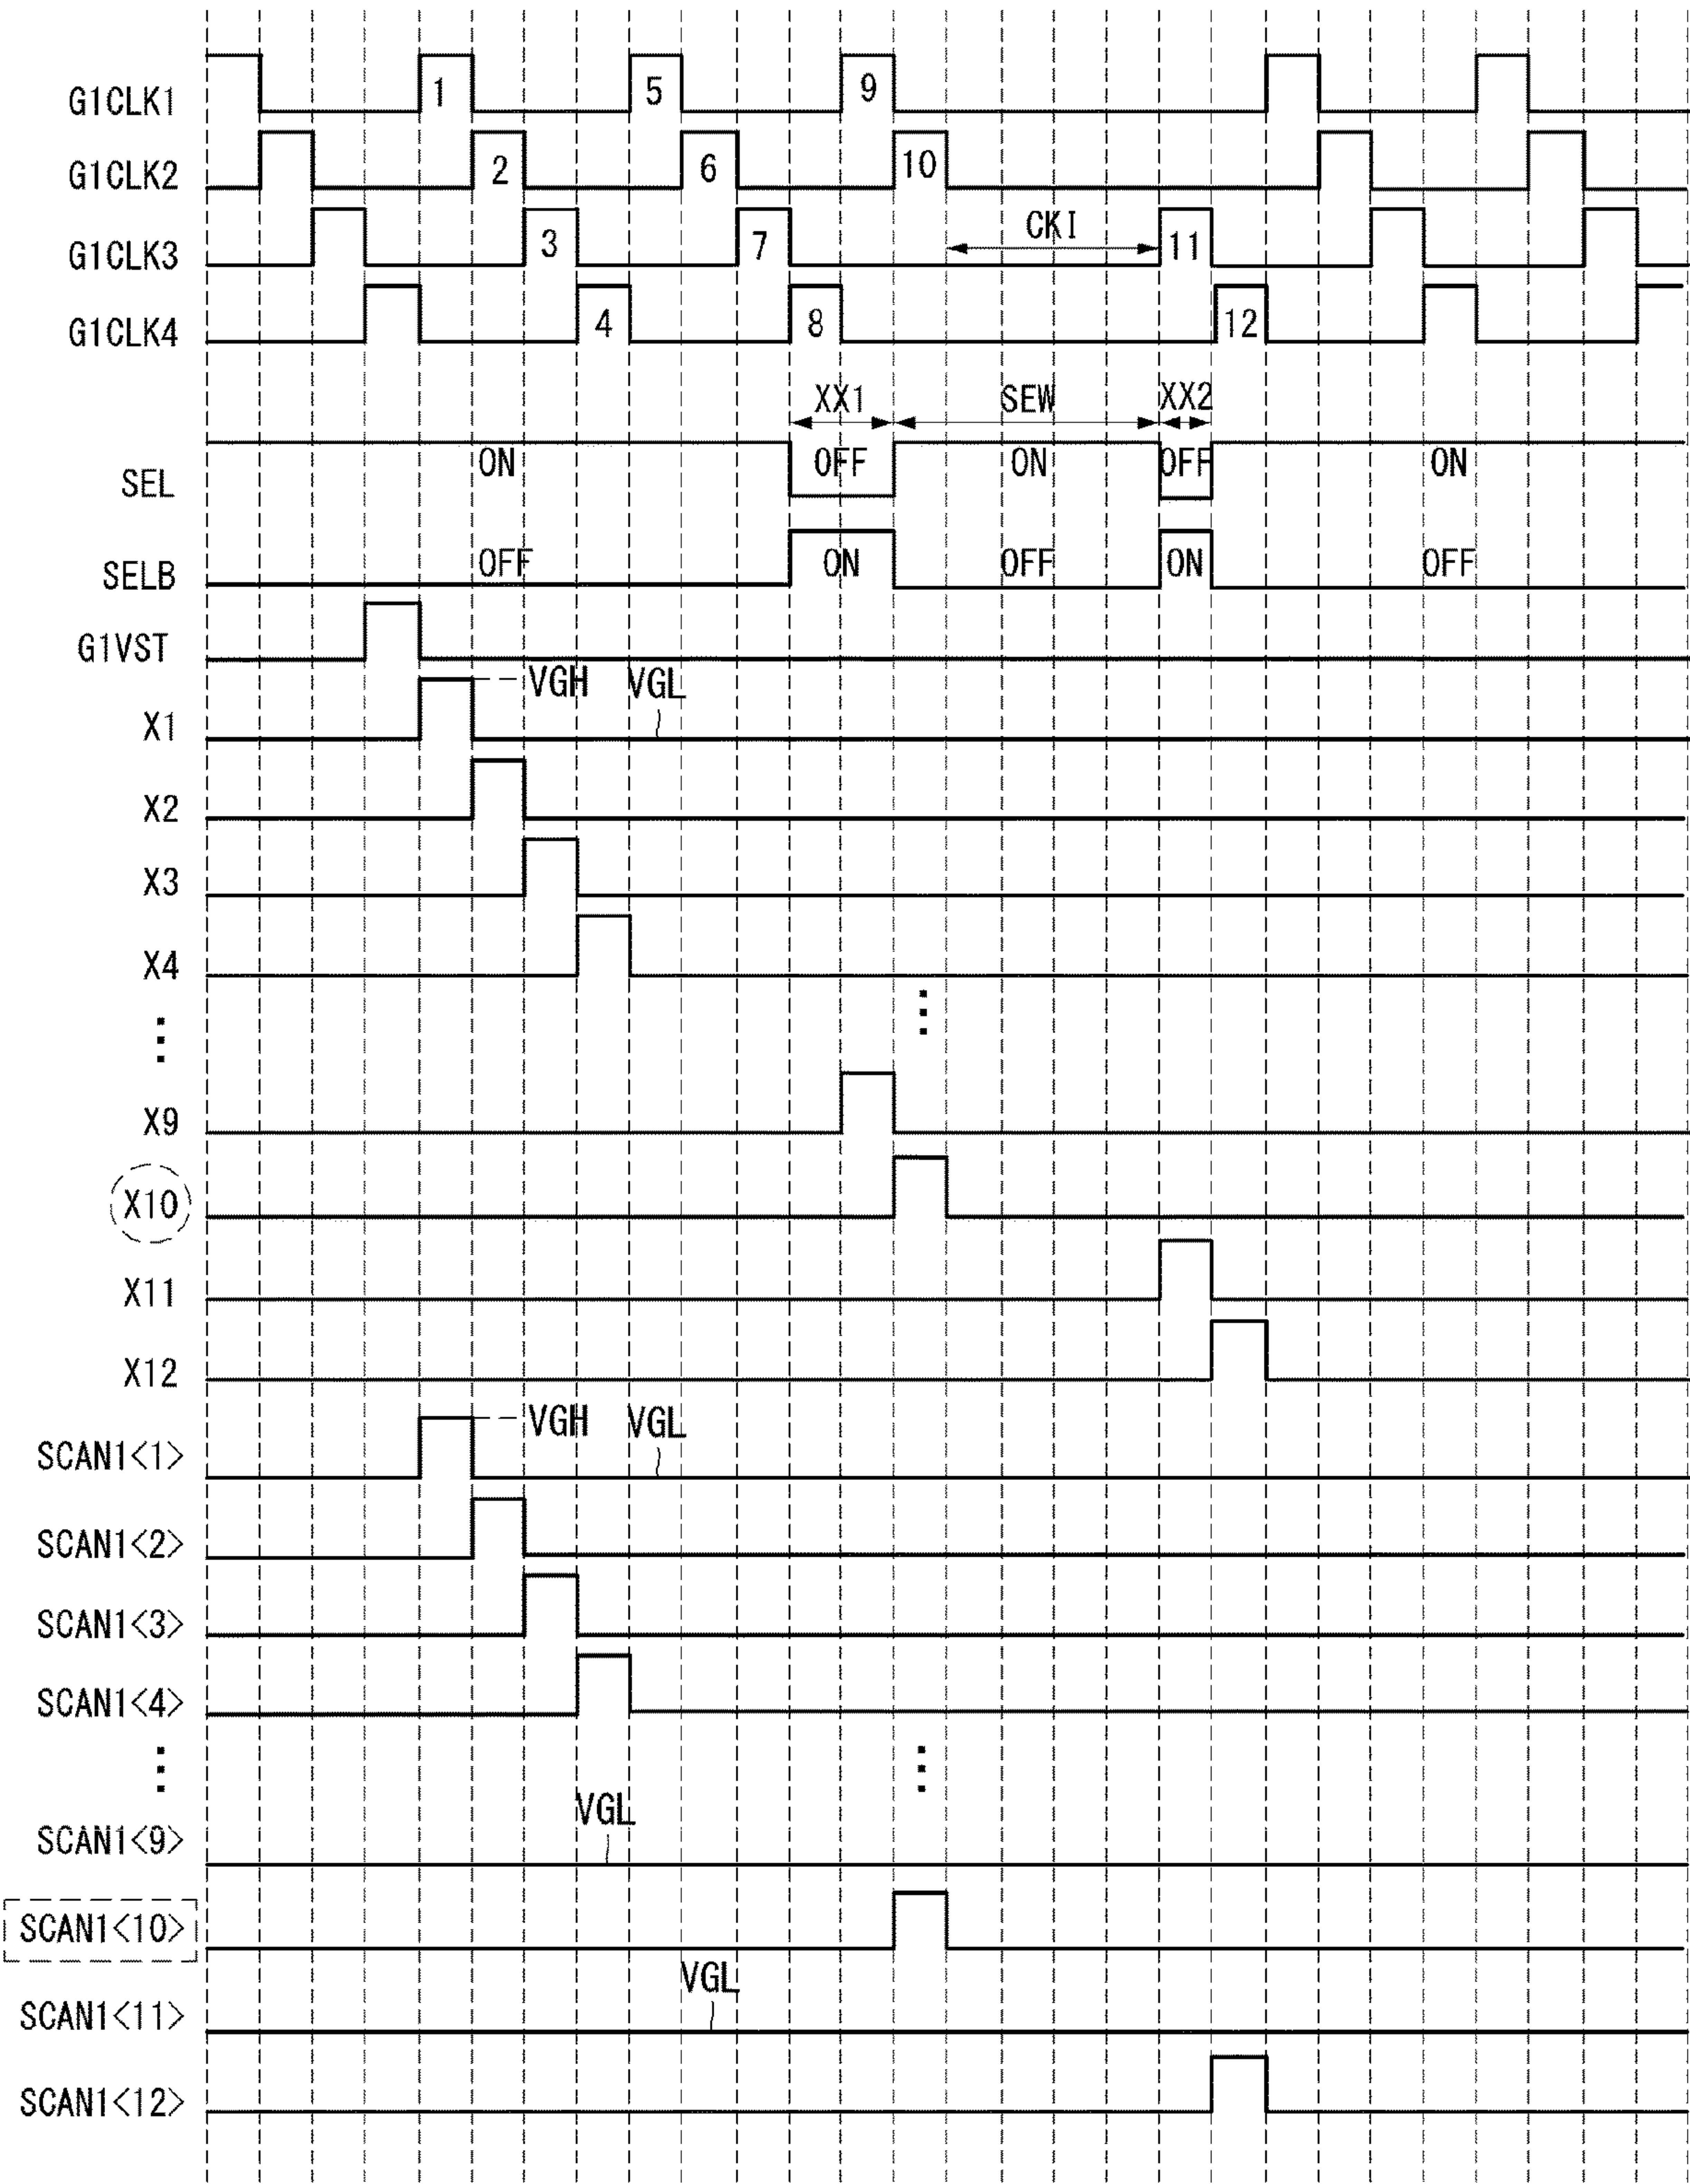 G1CLK1 1 5 9
G1CLK2 2 6 10
G1CLK3 3 7 CKI 11
G1CLK4 4 8 12
XX1 SEW XX2
SEL ON OFF ON OFF ON
SELB OFF ON OFF ON OFF
G1VST
VGH VGL
X1
X2
X3
X4
X9
X10
X11
X12
VGH VGL
SCAN1<1>
SCAN1<2>
SCAN1<3>
SCAN1<4>
VGL
SCAN1<9>
SCAN1<10>
VGL
SCAN1<11>
SCAN1<12>